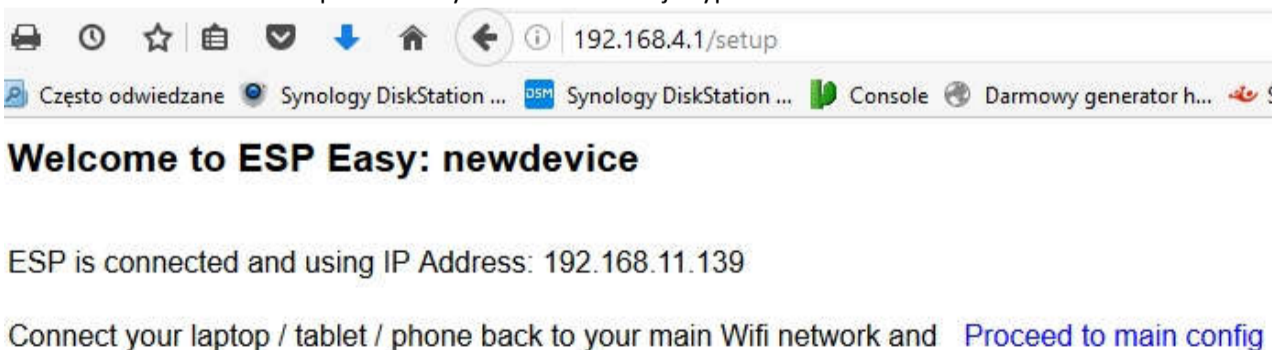 192.168.4.1/setup
Często odwiedzane Synology DiskStation ... DSM Synology DiskStation ... Console Darmowy generator h... S
Welcome to ESP Easy: newdevice
ESP is connected and using IP Address: 192.168.11.139
Connect your laptop / tablet / phone back to your main Wifi network and Proceed to main config